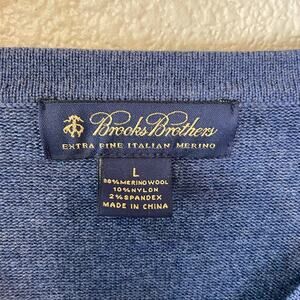 Brooks Brothers
EXTRA FINE ITALIAN MERINO
L
88% MERINO WOOL
10% NYLON
2% SPANDEX
MADE IN CHINA